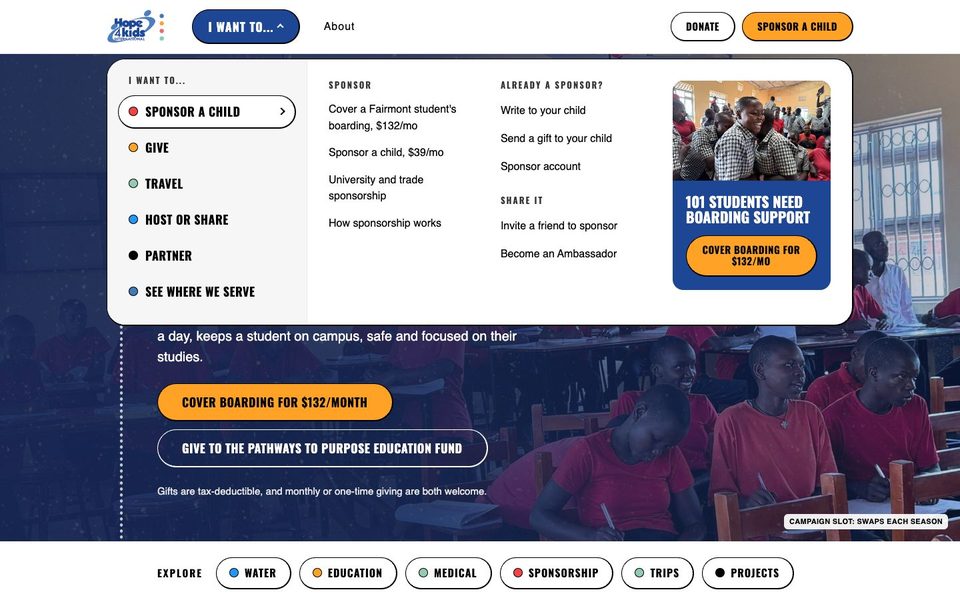 Hope
4kids
INTERNATIONAL
I WANT TO...
About
DONATE
SPONSOR A CHILD
I WANT TO...
SPONSOR A CHILD
GIVE
TRAVEL
HOST OR SHARE
PARTNER
SEE WHERE WE SERVE
SPONSOR
Cover a Fairmont student's
boarding, $132/mo
Sponsor a child, $39/mo
University and trade
sponsorship
How sponsorship works
ALREADY A SPONSOR?
Write to your child
Send a gift to your child
Sponsor account
SHARE IT
Invite a friend to sponsor
Become an Ambassador
101 STUDENTS NEED
BOARDING SUPPORT
COVER BOARDING FOR
$132/MO
a day, keeps a student on campus, safe and focused on their
studies.
COVER BOARDING FOR $132/MONTH
GIVE TO THE PATHWAYS TO PURPOSE EDUCATION FUND
Gifts are tax-deductible, and monthly or one-time giving are both welcome.
CAMPAIGN SLOT: SWAPS EACH SEASON
EXPLORE
WATER
EDUCATION
MEDICAL
SPONSORSHIP
TRIPS
PROJECTS